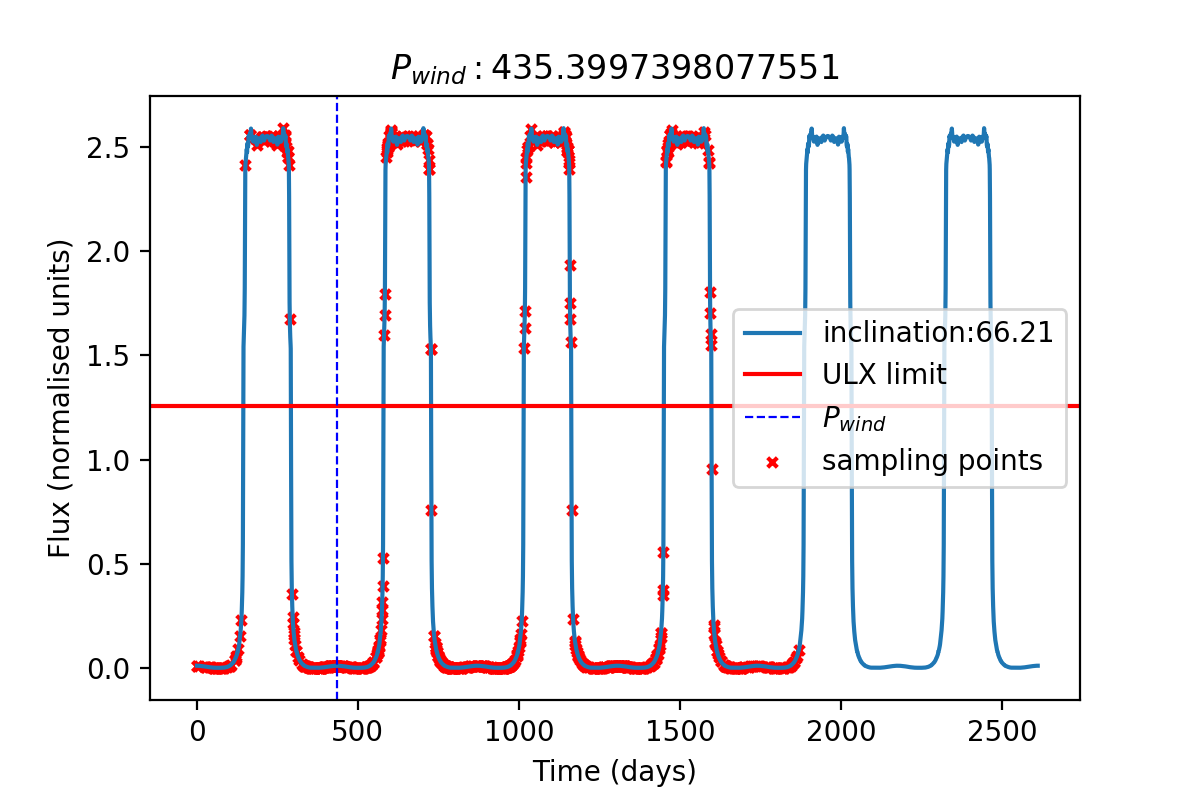 P_wind : 435.3997398077551
Flux (normalised units)
2.5
2.0
1.5
1.0
0.5
0.0
inclination:66.21
ULX limit
P_wind
sampling points
0 500 1000 1500 2000 2500
Time (days)